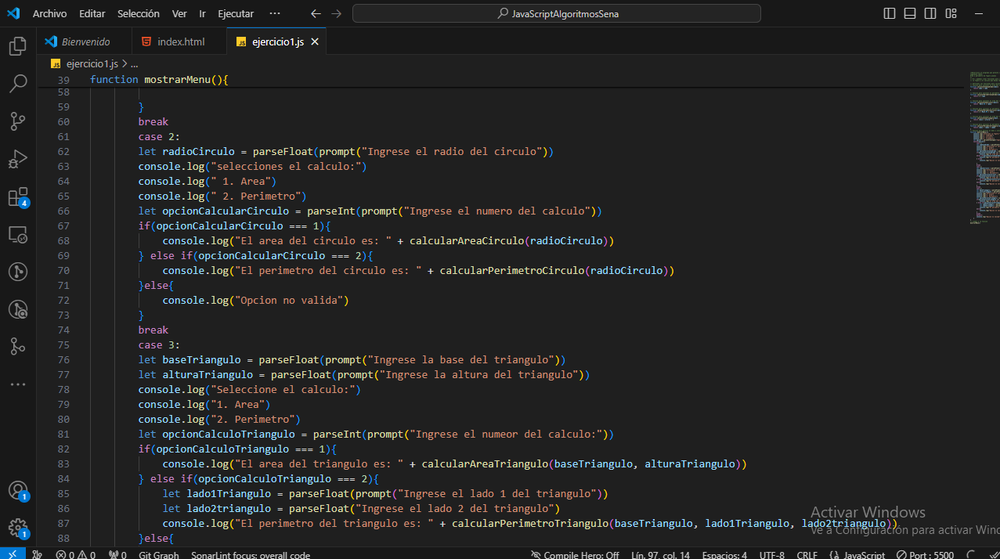 Archivo Editar Selección Ver Ir Ejecutar ··· JavaScriptAlgoritmosSena
Bienvenido index.html JS ejercicio1.js
JS ejercicio1.js > ...
39 function mostrarMenu(){
58
59 }
60 break
61 case 2:
62 let radioCirculo = parseFloat(prompt("Ingrese el radio del circulo"))
63 console.log("selecciones el calculo:")
64 console.log(" 1. Area")
65 console.log(" 2. Perimetro")
66 let opcionCalcularCirculo = parseInt(prompt("Ingrese el numero del calculo"))
67 if(opcionCalcularCirculo === 1){
68 console.log("El area del circulo es: " + calcularAreaCirculo(radioCirculo))
69 } else if(opcionCalcularCirculo === 2){
70 console.log("El perimetro del circulo es: " + calcularPerimetroCirculo(radioCirculo))
71 }else{
72 console.log("Opcion no valida")
73 }
74 break
75 case 3:
76 let baseTriangulo = parseFloat(prompt("Ingrese la base del triangulo"))
77 let alturaTriangulo = parseFloat(prompt("Ingrese la altura del triangulo"))
78 console.log("Seleccione el calculo:")
79 console.log("1. Area")
80 console.log("2. Perimetro")
81 let opcionCalculoTriangulo = parseInt(prompt("Ingrese el numeor del calculo:"))
82 if(opcionCalculoTriangulo === 1){
83 console.log("El area del triangulo es: " + calcularAreaTriangulo(baseTriangulo, alturaTriangulo))
84 } else if(opcionCalculoTriangulo === 2){
85 let lado1Triangulo = parseFloat(prompt("Ingrese el lado 1 del triangulo"))
86 let lado2triangulo = parseFloat("Ingrese el lado 2 del triangulo")
87 console.log("El perimetro del triangulo es: " + calcularPerimetroTriangulo(baseTriangulo, lado1Triangulo, lado2triangulo))
88 }else{
4
1
1
Activar Windows
Ve a Configuración para activar Wind
0 0 0 Git Graph SonarLint focus: overall code Compile Hero: Off Lín. 97, col. 14 Espacios: 4 UTF-8 CRLF {} JavaScript Port : 5500